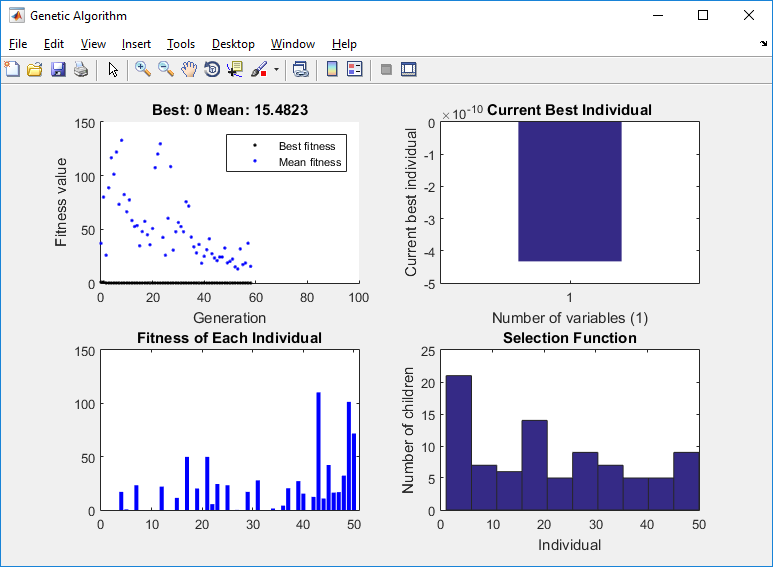 Genetic Algorithm
File Edit View Insert Tools Desktop Window Help
Best: 0 Mean: 15.4823
150
100
50
0
Fitness value
Best fitness
Mean fitness
0 20 40 60 80 100
Generation
×10^-10 Current Best Individual
0
-1
-2
-3
-4
-5
Current best individual
1
Number of variables (1)
Fitness of Each Individual
150
100
50
0
0 10 20 30 40 50
Selection Function
25
20
15
10
5
0
Number of children
0 10 20 30 40 50
Individual